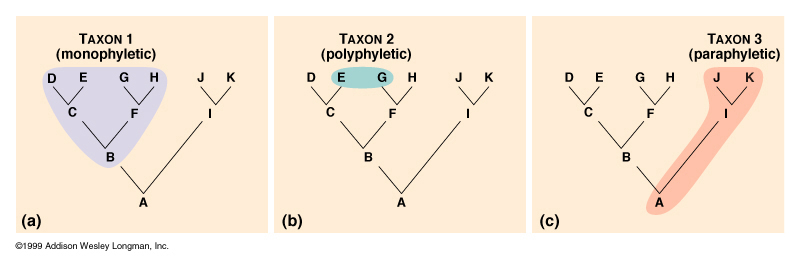 TAXON 1
(monophyletic)
D E G H J K
C F I
B
A
(a)
TAXON 2
(polyphyletic)
D E G H J K
C F I
B
A
(b)
TAXON 3
(paraphyletic)
D E G H J K
C F I
B
A
(c)
©1999 Addison Wesley Longman, Inc.